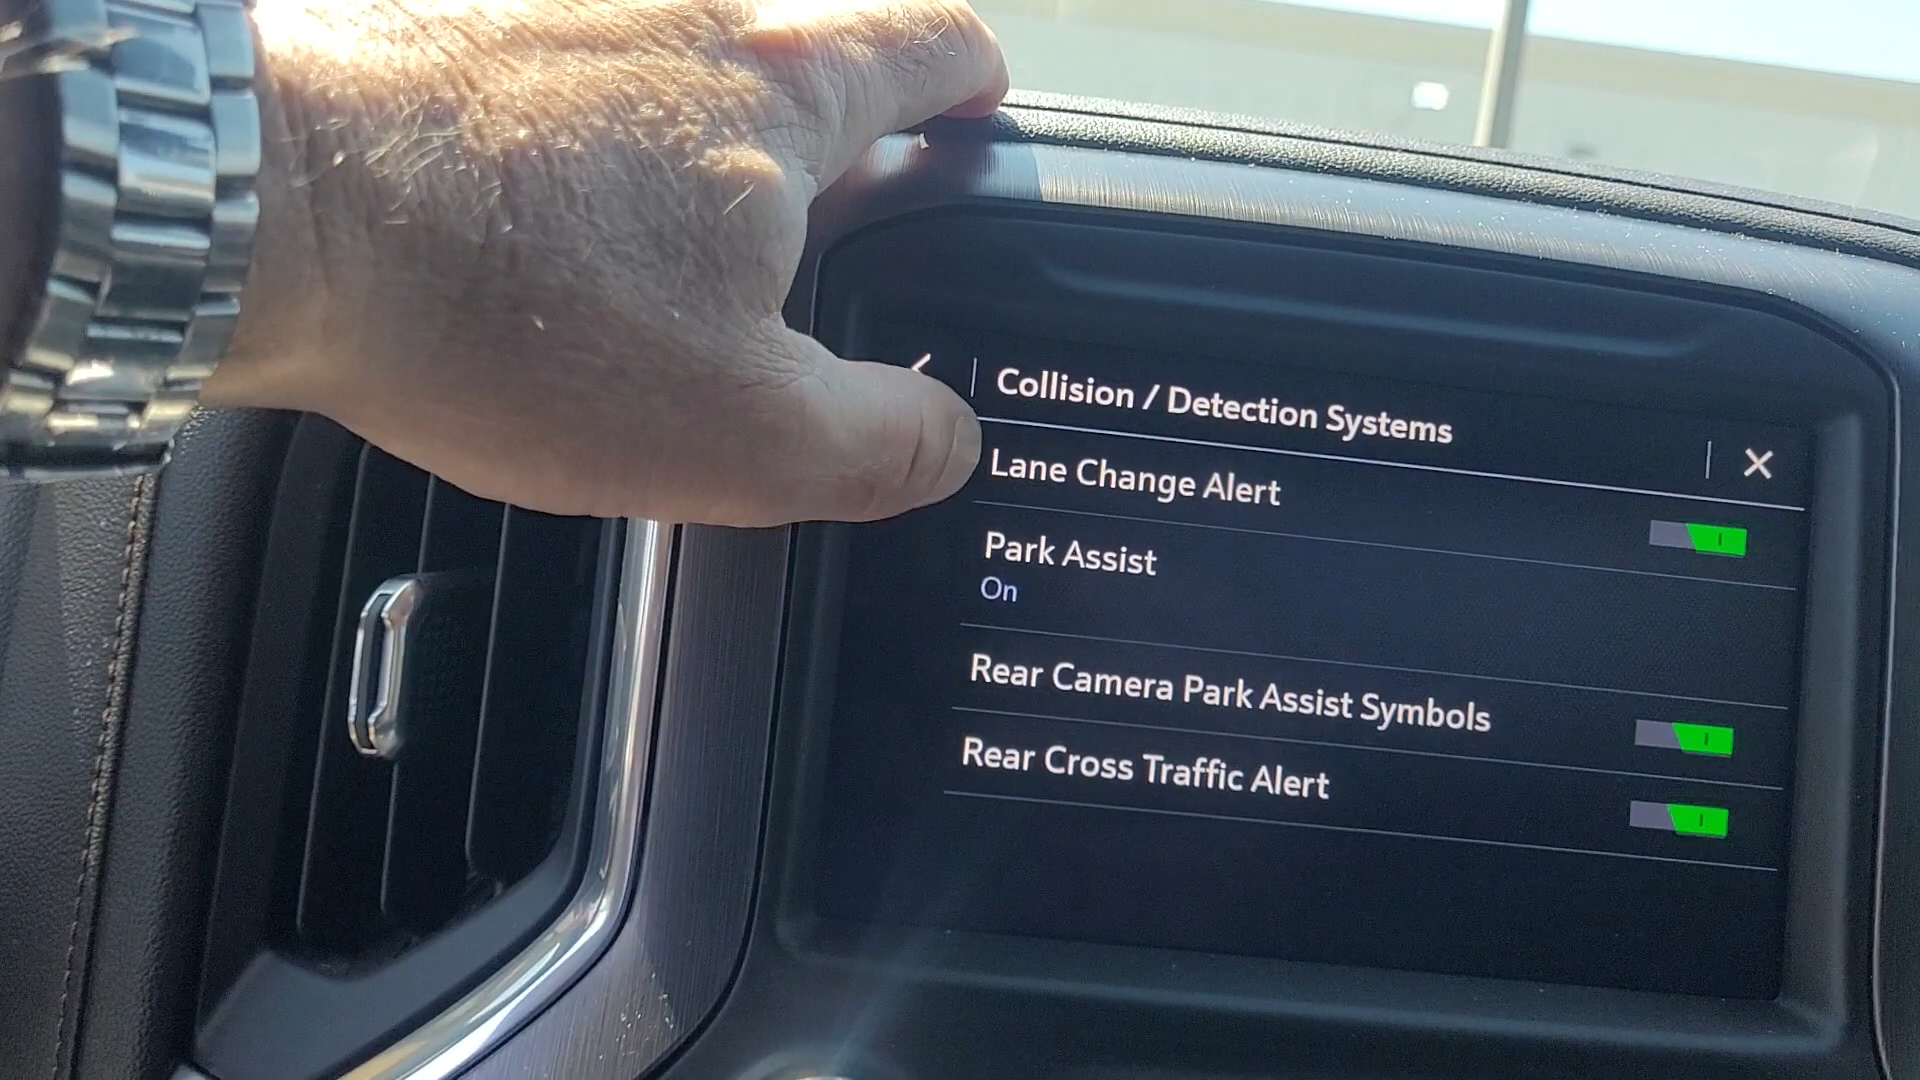 Collision / Detection Systems
Lane Change Alert
Park Assist
On
Rear Camera Park Assist Symbols
Rear Cross Traffic Alert